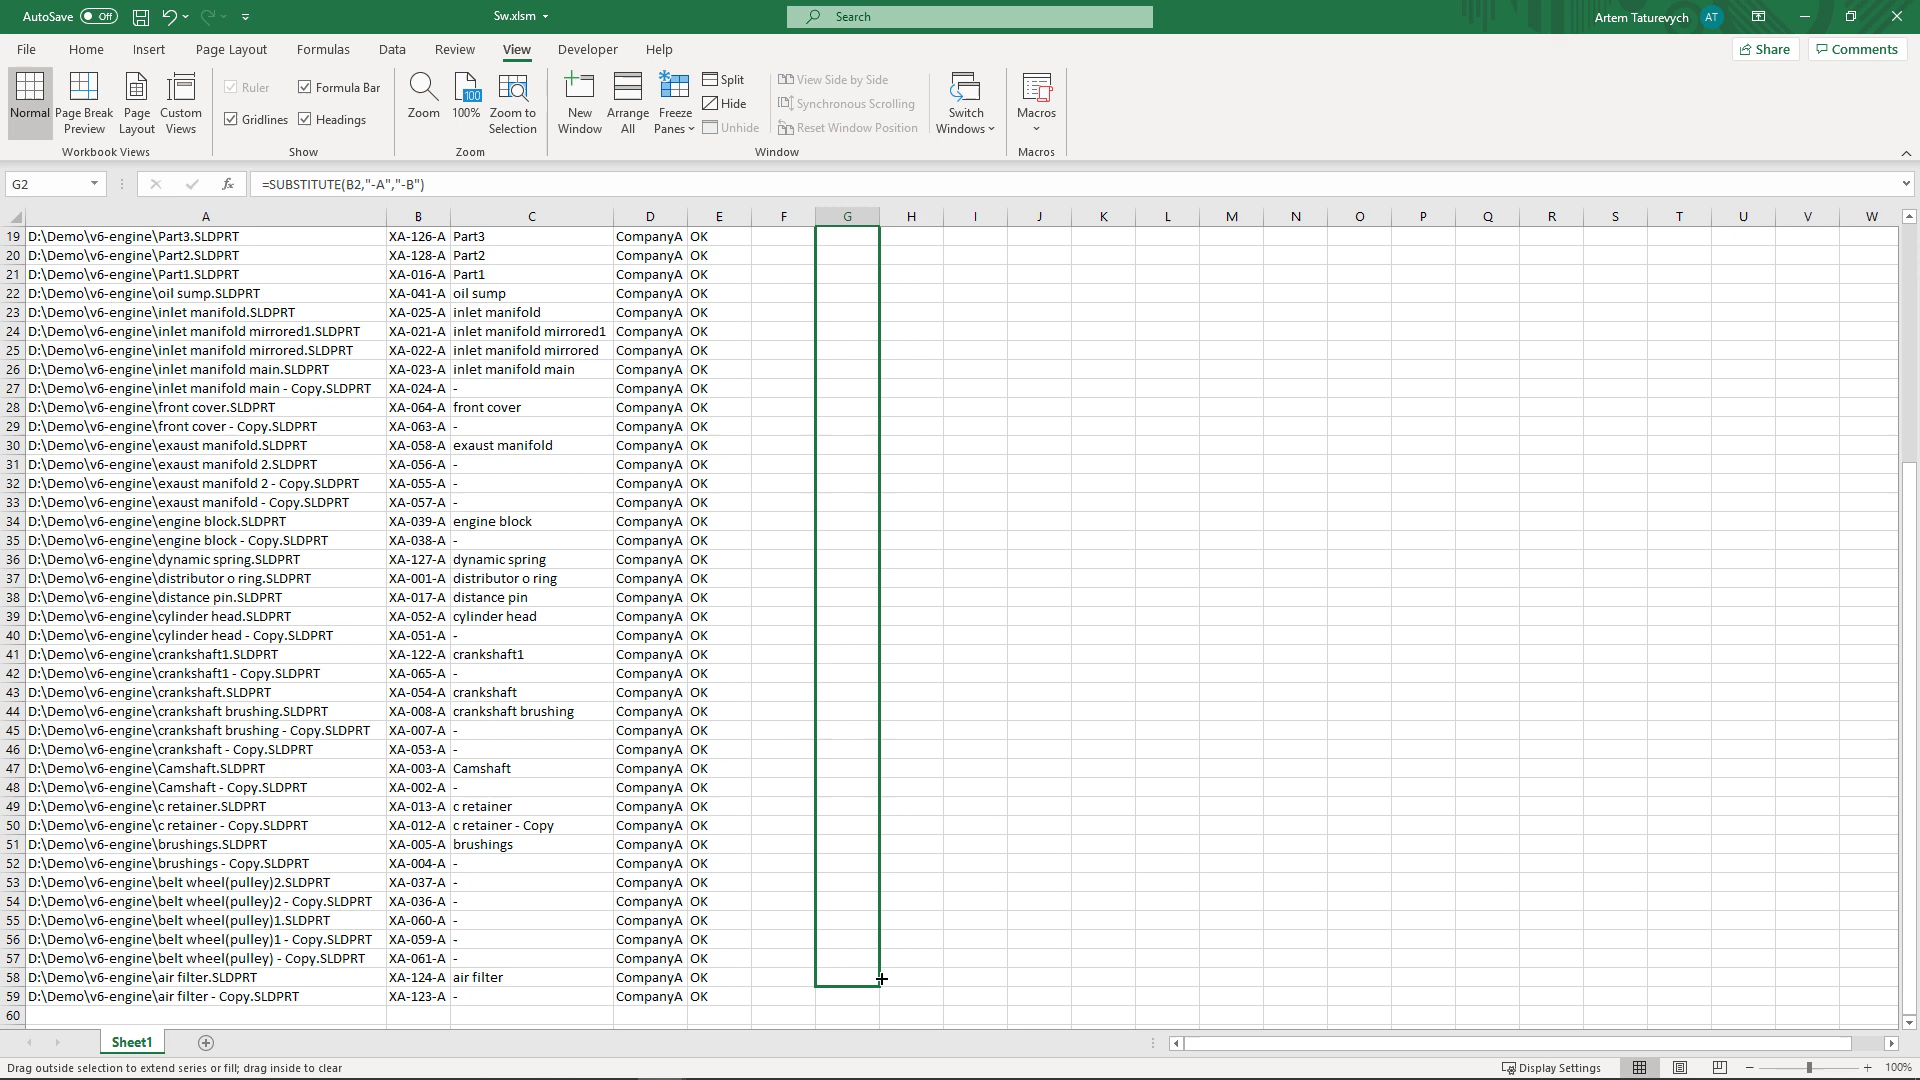 AutoSave Off Sw.xlsm Search Artem Taturevych AT
File Home Insert Page Layout Formulas Data Review View Developer Help Share Comments
Normal Page Break Preview Page Layout Custom Views
Workbook Views
Ruler Formula Bar
Gridlines Headings
Show
Zoom 100% Zoom to Selection
100
Zoom
New Window Arrange All Freeze Panes
Split
Hide
Unhide
View Side by Side
Synchronous Scrolling
Reset Window Position
Switch Windows
Window
Macros
Macros
G2 fx =SUBSTITUTE(B2,"-A","-B")
A B C D E F G H I J K L M N O P Q R S T U V W
19 D:\Demo\v6-engine\Part3.SLDPRT XA-126-A Part3 CompanyA OK
20 D:\Demo\v6-engine\Part2.SLDPRT XA-128-A Part2 CompanyA OK
21 D:\Demo\v6-engine\Part1.SLDPRT XA-016-A Part1 CompanyA OK
22 D:\Demo\v6-engine\oil sump.SLDPRT XA-041-A oil sump CompanyA OK
23 D:\Demo\v6-engine\inlet manifold.SLDPRT XA-025-A inlet manifold CompanyA OK
24 D:\Demo\v6-engine\inlet manifold mirrored1.SLDPRT XA-021-A inlet manifold mirrored1 CompanyA OK
25 D:\Demo\v6-engine\inlet manifold mirrored.SLDPRT XA-022-A inlet manifold mirrored CompanyA OK
26 D:\Demo\v6-engine\inlet manifold main.SLDPRT XA-023-A inlet manifold main CompanyA OK
27 D:\Demo\v6-engine\inlet manifold main - Copy.SLDPRT XA-024-A - CompanyA OK
28 D:\Demo\v6-engine\front cover.SLDPRT XA-064-A front cover CompanyA OK
29 D:\Demo\v6-engine\front cover - Copy.SLDPRT XA-063-A - CompanyA OK
30 D:\Demo\v6-engine\exaust manifold.SLDPRT XA-058-A exaust manifold CompanyA OK
31 D:\Demo\v6-engine\exaust manifold 2.SLDPRT XA-056-A - CompanyA OK
32 D:\Demo\v6-engine\exaust manifold 2 - Copy.SLDPRT XA-055-A - CompanyA OK
33 D:\Demo\v6-engine\exaust manifold - Copy.SLDPRT XA-057-A - CompanyA OK
34 D:\Demo\v6-engine\engine block.SLDPRT XA-039-A engine block CompanyA OK
35 D:\Demo\v6-engine\engine block - Copy.SLDPRT XA-038-A - CompanyA OK
36 D:\Demo\v6-engine\dynamic spring.SLDPRT XA-127-A dynamic spring CompanyA OK
37 D:\Demo\v6-engine\distributor o ring.SLDPRT XA-001-A distributor o ring CompanyA OK
38 D:\Demo\v6-engine\distance pin.SLDPRT XA-017-A distance pin CompanyA OK
39 D:\Demo\v6-engine\cylinder head.SLDPRT XA-052-A cylinder head CompanyA OK
40 D:\Demo\v6-engine\cylinder head - Copy.SLDPRT XA-051-A - CompanyA OK
41 D:\Demo\v6-engine\crankshaft1.SLDPRT XA-122-A crankshaft1 CompanyA OK
42 D:\Demo\v6-engine\crankshaft1 - Copy.SLDPRT XA-065-A - CompanyA OK
43 D:\Demo\v6-engine\crankshaft.SLDPRT XA-054-A crankshaft CompanyA OK
44 D:\Demo\v6-engine\crankshaft brushing.SLDPRT XA-008-A crankshaft brushing CompanyA OK
45 D:\Demo\v6-engine\crankshaft brushing - Copy.SLDPRT XA-007-A - CompanyA OK
46 D:\Demo\v6-engine\crankshaft - Copy.SLDPRT XA-053-A - CompanyA OK
47 D:\Demo\v6-engine\Camshaft.SLDPRT XA-003-A Camshaft CompanyA OK
48 D:\Demo\v6-engine\Camshaft - Copy.SLDPRT XA-002-A - CompanyA OK
49 D:\Demo\v6-engine\c retainer.SLDPRT XA-013-A c retainer CompanyA OK
50 D:\Demo\v6-engine\c retainer - Copy.SLDPRT XA-012-A c retainer - Copy CompanyA OK
51 D:\Demo\v6-engine\brushings.SLDPRT XA-005-A brushings CompanyA OK
52 D:\Demo\v6-engine\brushings - Copy.SLDPRT XA-004-A - CompanyA OK
53 D:\Demo\v6-engine\belt wheel(pulley)2.SLDPRT XA-037-A - CompanyA OK
54 D:\Demo\v6-engine\belt wheel(pulley)2 - Copy.SLDPRT XA-036-A - CompanyA OK
55 D:\Demo\v6-engine\belt wheel(pulley)1.SLDPRT XA-060-A - CompanyA OK
56 D:\Demo\v6-engine\belt wheel(pulley)1 - Copy.SLDPRT XA-059-A - CompanyA OK
57 D:\Demo\v6-engine\belt wheel(pulley) - Copy.SLDPRT XA-061-A - CompanyA OK
58 D:\Demo\v6-engine\air filter.SLDPRT XA-124-A air filter CompanyA OK
59 D:\Demo\v6-engine\air filter - Copy.SLDPRT XA-123-A - CompanyA OK
60
Sheet1
Drag outside selection to extend series or fill; drag inside to clear Display Settings 100%